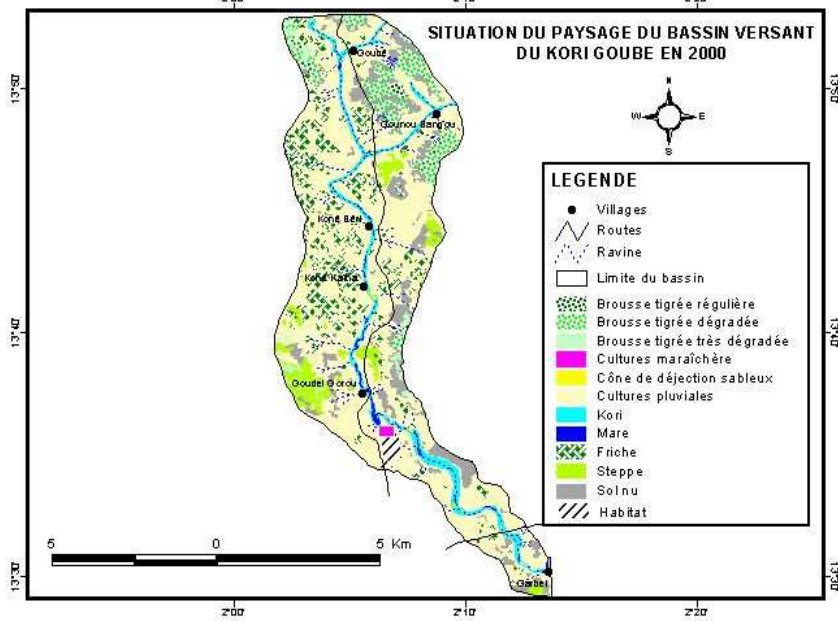 SITUATION DU PAYSAGE DU BASSIN VERSANT
DU KORI GOUBE EN 2000
N
W E
S
Goubé
Gounou Bangou
Koné Béri
Koné Kaina
Goudel Gorou
Garbel
LEGENDE
Villages
Routes
Ravine
Limite du bassin
Brousse tigrée régulière
Brousse tigrée dégradée
Brousse tigrée très dégradée
Cultures maraîchère
Cône de déjection sableux
Cultures pluviales
Kori
Mare
Friche
Steppe
Sol nu
Habitat
5 0 5 Km
13°50'
13°40'
13°30'
2°00'
2°10'
2°20'